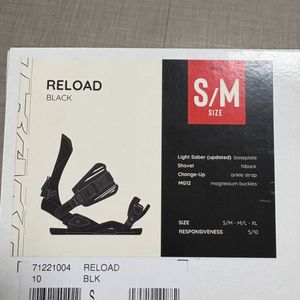 RELOAD
BLACK
MEN'S
S/M
SIZE
Light Saber (updated) baseplate
Shovel hiback
Change-Up ankle strap
MG12 magnesium buckles
SIZE S/M - M/L - XL
RESPONSIVENESS 5/10
71221004 RELOAD
10 BLK
S